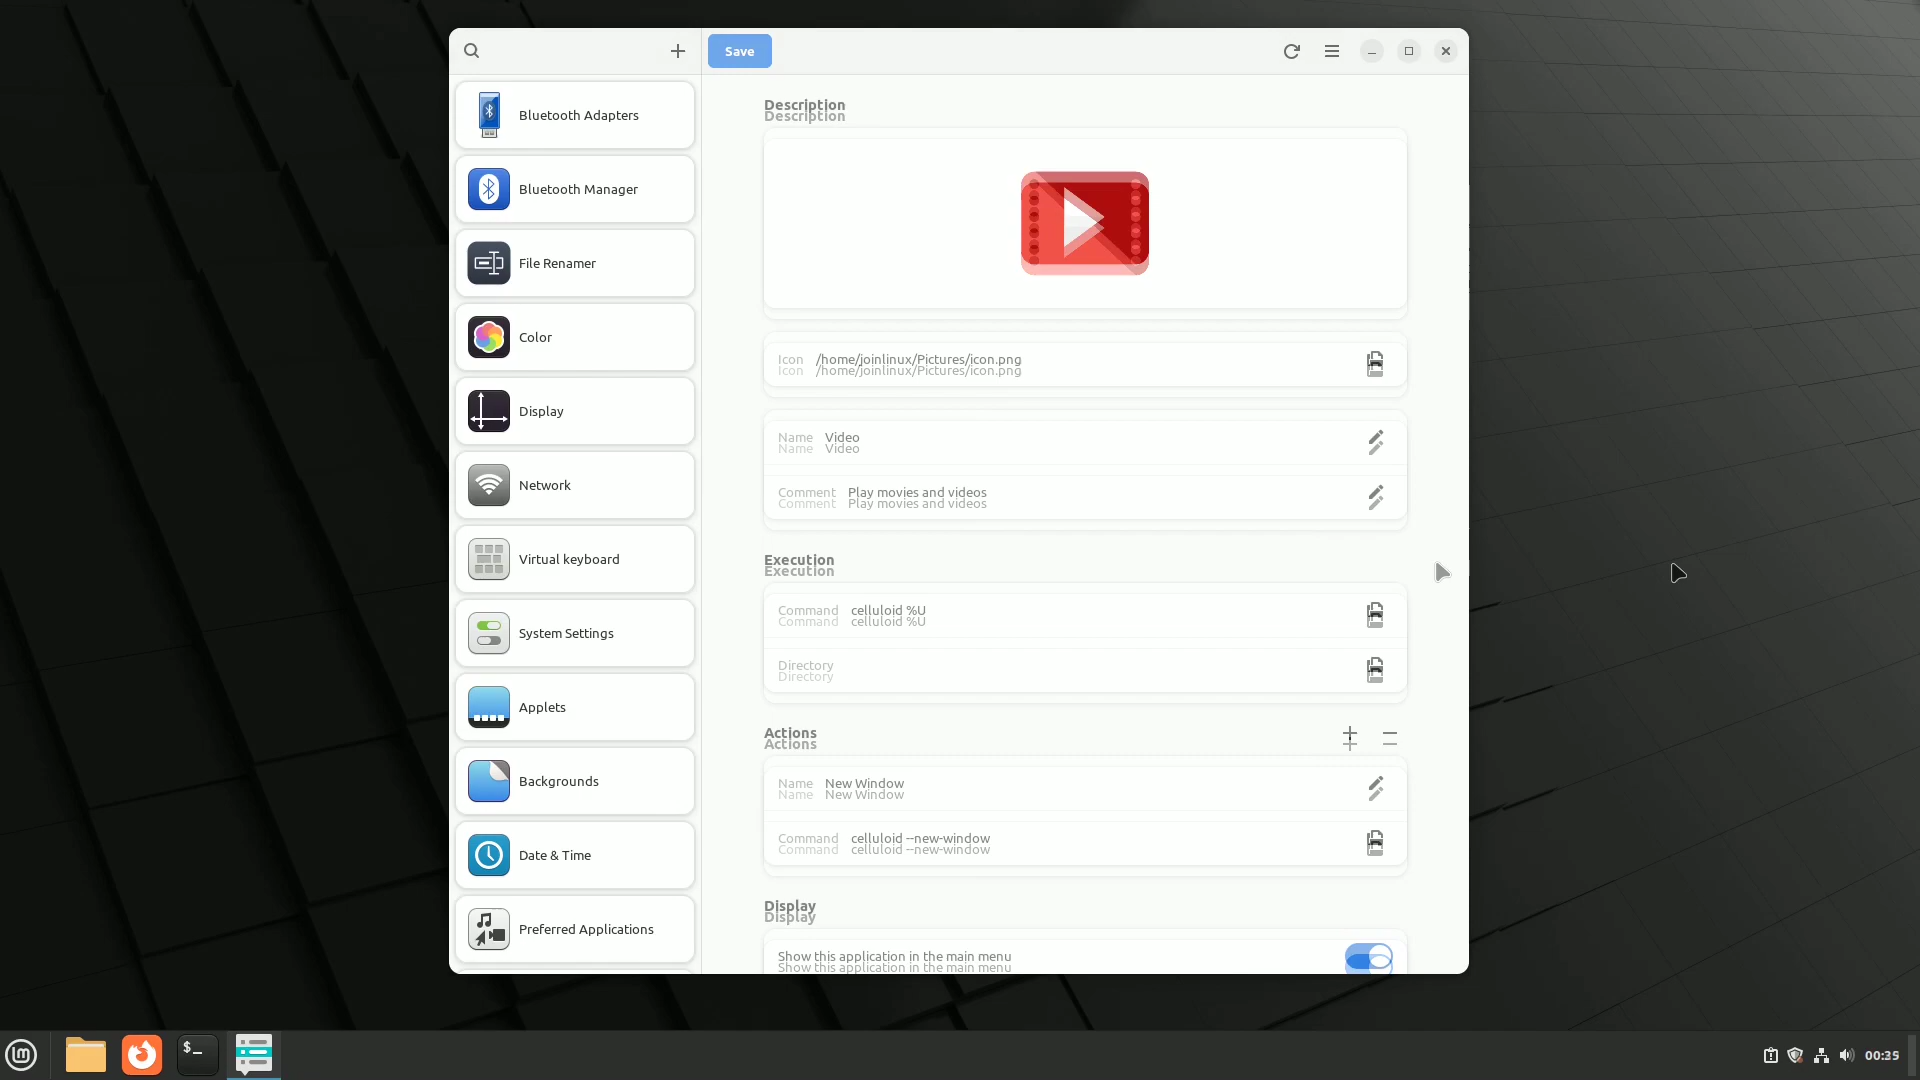 Save
Bluetooth Adapters
Bluetooth Manager
File Renamer
Color
Display
Network
Virtual keyboard
System Settings
Applets
Backgrounds
Date & Time
Preferred Applications
Description
Description
Icon /home/joinlinux/Pictures/icon.png
Icon /home/joinlinux/Pictures/icon.png
Name Video
Name Video
Comment Play movies and videos
Comment Play movies and videos
Execution
Execution
Command celluloid %U
Command celluloid %U
Directory
Directory
Actions
Actions
Name New Window
Name New Window
Command celluloid --new-window
Command celluloid --new-window
Display
Display
Show this application in the main menu
Show this application in the main menu
lm
$_
00:35